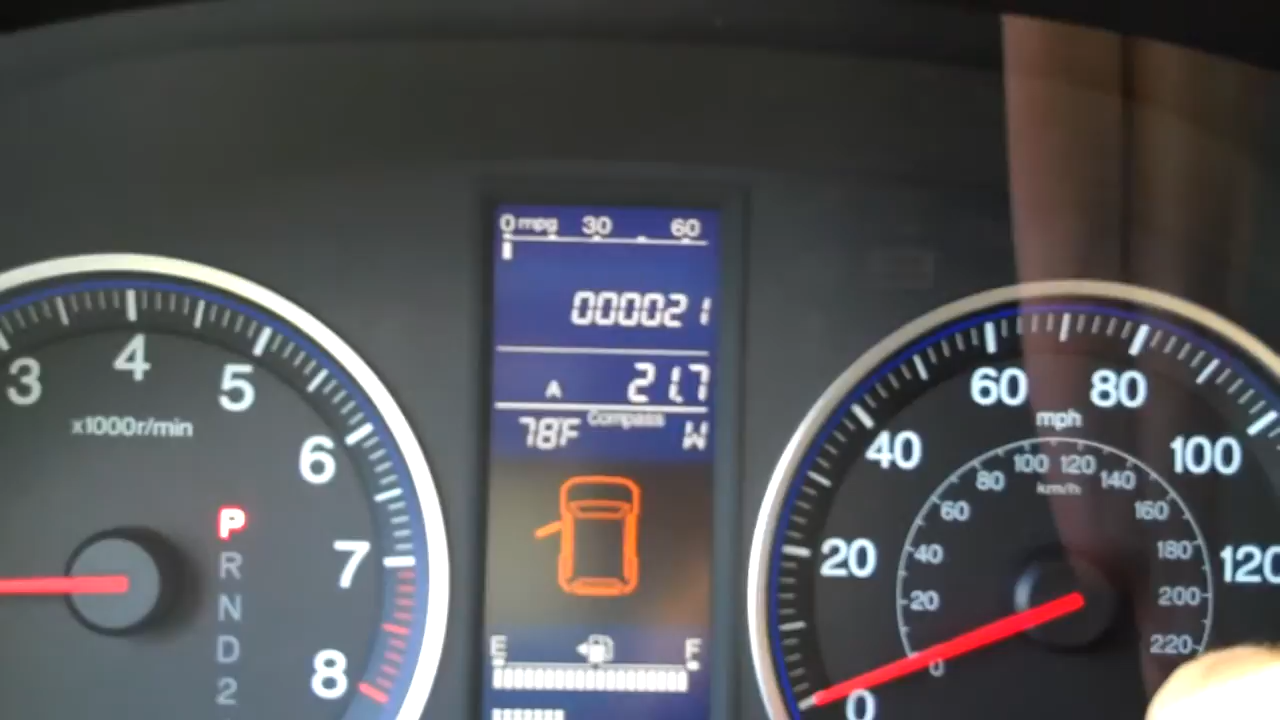 0 mpg 30 60
000021
A 21.7
Compass
78F W
E F
3 4 5 6 7 8
x1000r/min
P
R
N
D
2
0 20 40 60 80 100 120
mph
0 20 40 60 80 100 120 140 160 180 200 220
km/h